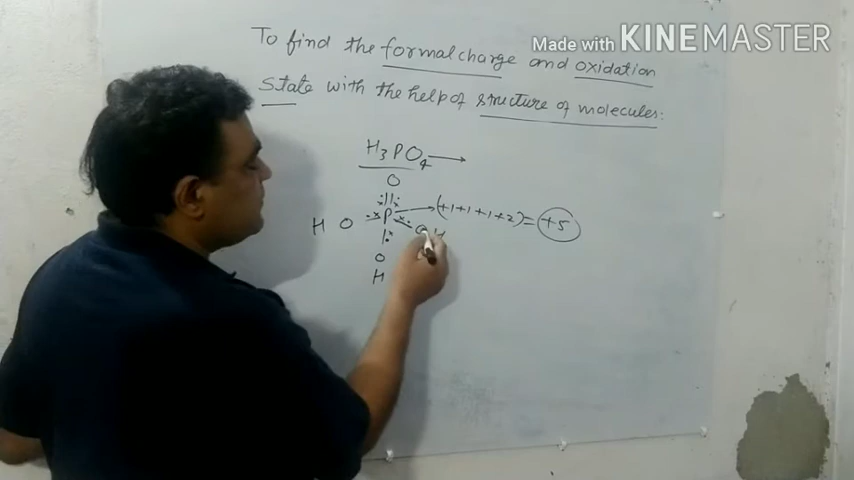 To find the formal charge and oxidation
Made with KINEMASTER
State with the help of structure of molecules:
H3PO4
O
H O P (+1+1+1+2) = +5
O H
O
H